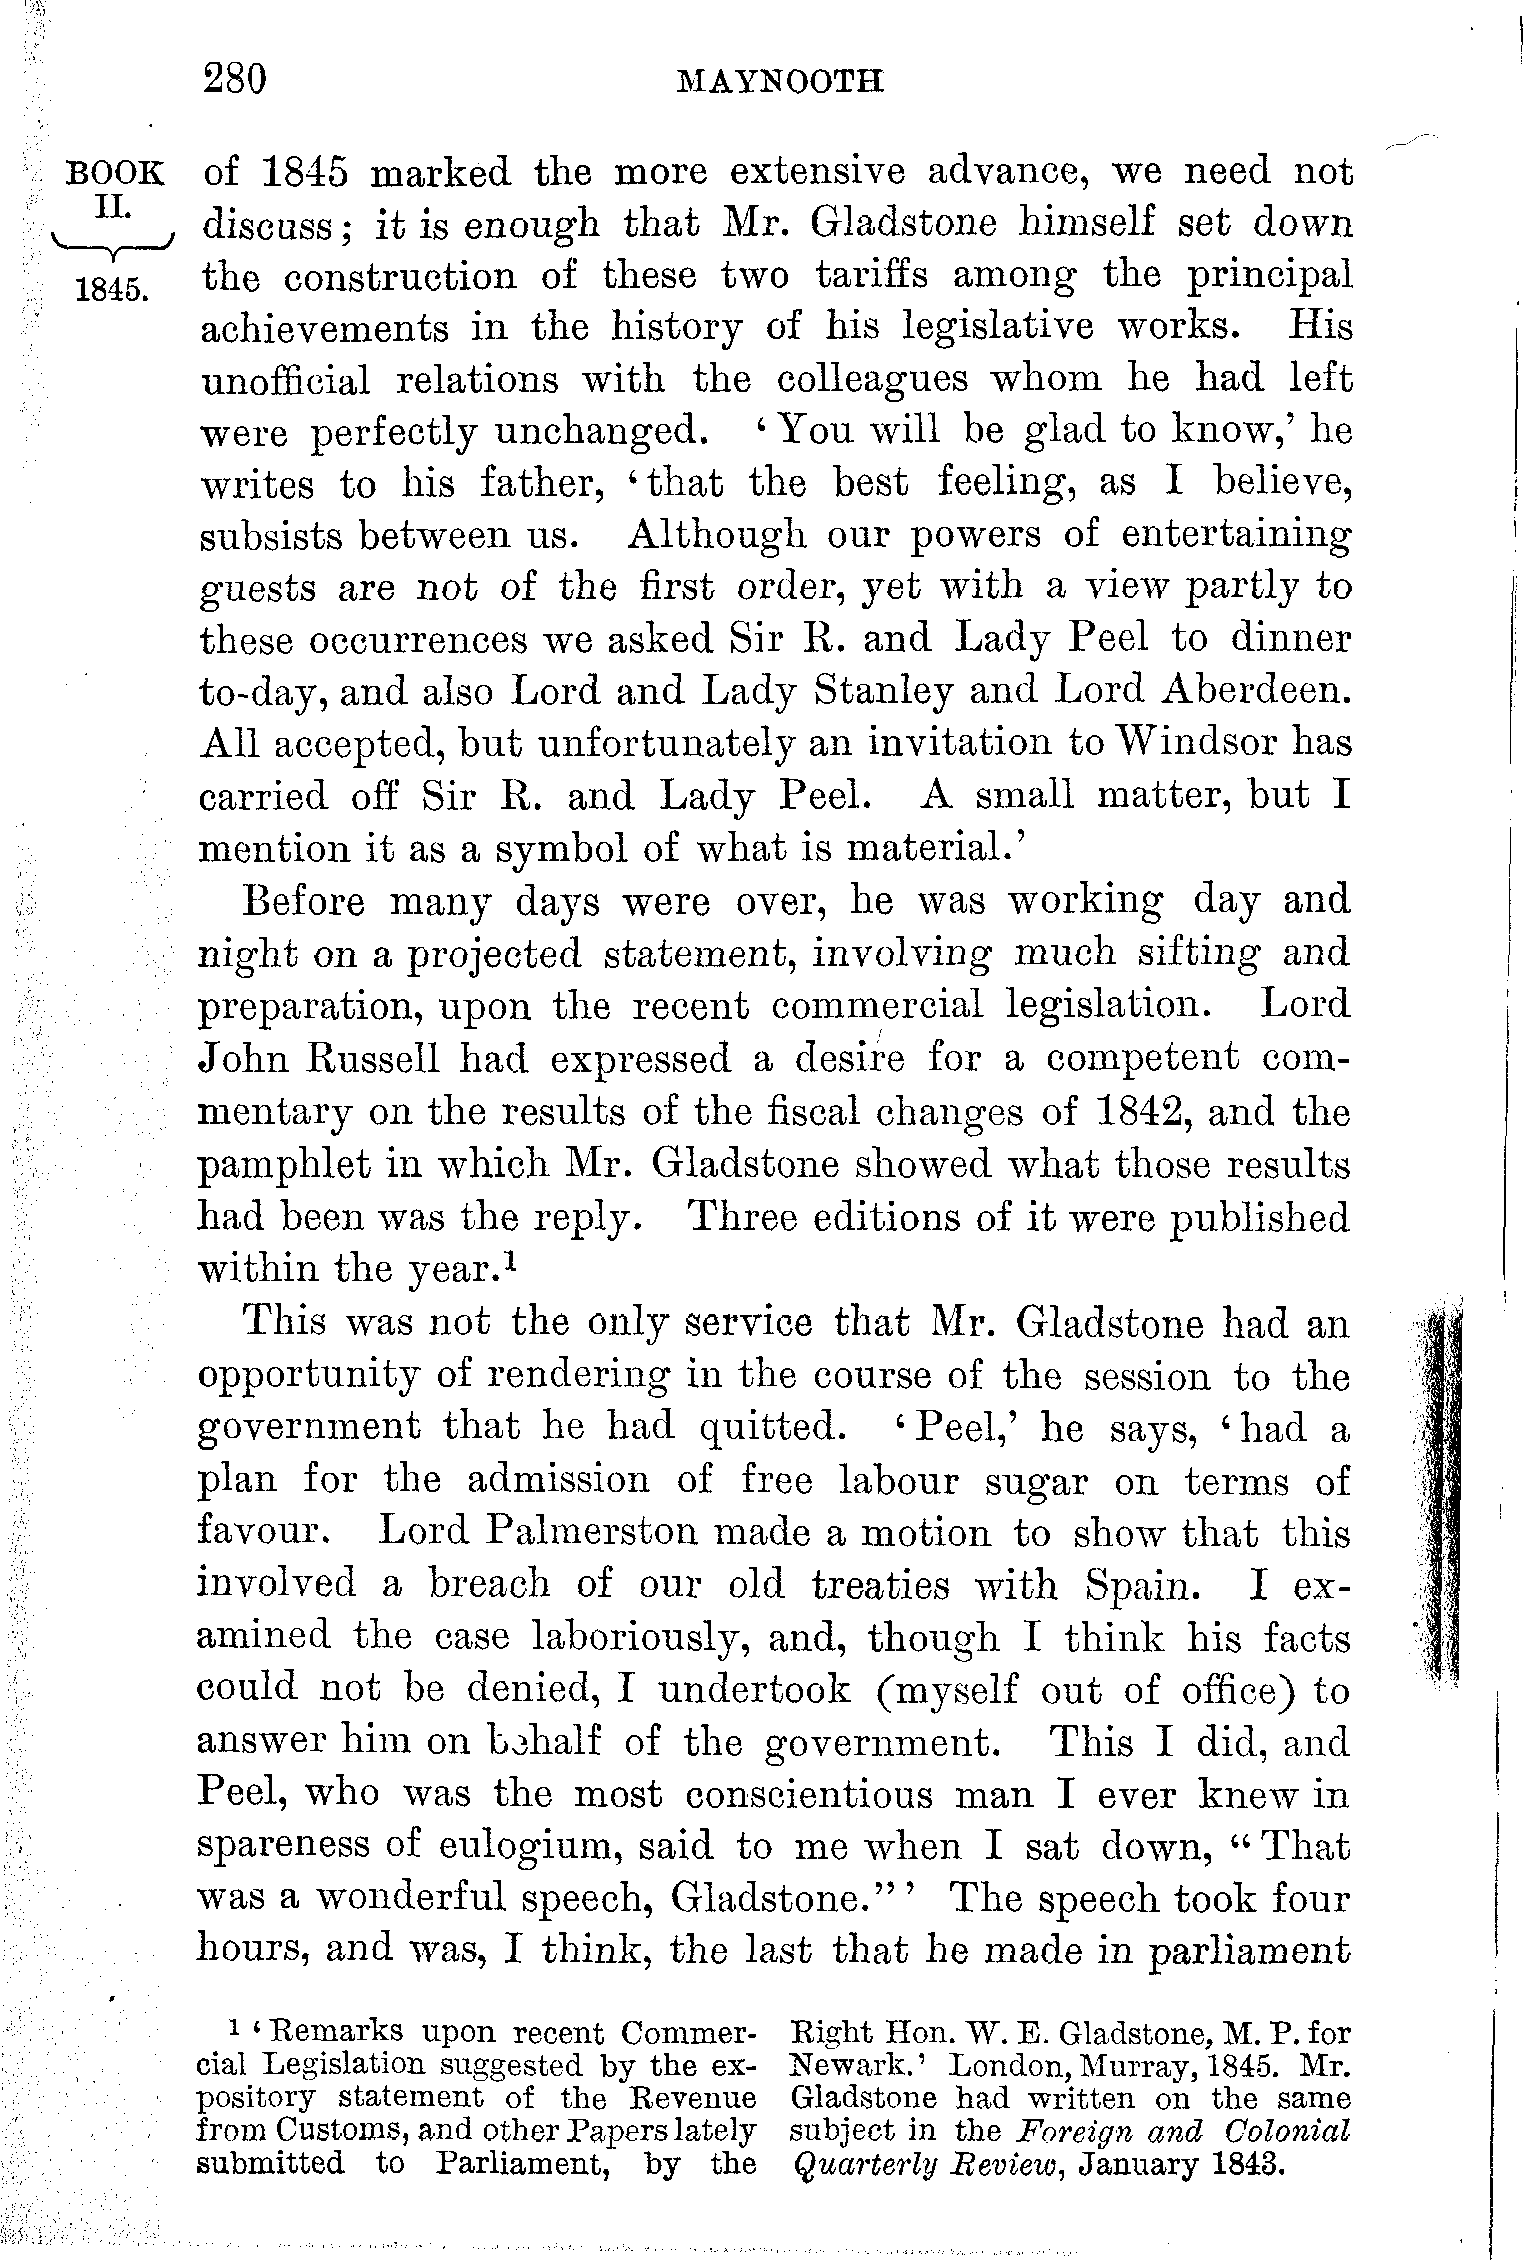 280 MAYNOOTH
BOOK
II.
1845.
of 1845 marked the more extensive advance, we need not
discuss; it is enough that Mr. Gladstone himself set down
the construction of these two tariffs among the principal
achievements in the history of his legislative works. His
unofficial relations with the colleagues whom he had left
were perfectly unchanged. ‘You will be glad to know,’ he
writes to his father, ‘that the best feeling, as I believe,
subsists between us. Although our powers of entertaining
guests are not of the first order, yet with a view partly to
these occurrences we asked Sir R. and Lady Peel to dinner
to-day, and also Lord and Lady Stanley and Lord Aberdeen.
All accepted, but unfortunately an invitation to Windsor has
carried off Sir R. and Lady Peel. A small matter, but I
mention it as a symbol of what is material.’
Before many days were over, he was working day and
night on a projected statement, involving much sifting and
preparation, upon the recent commercial legislation. Lord
John Russell had expressed a desire for a competent com-
mentary on the results of the fiscal changes of 1842, and the
pamphlet in which Mr. Gladstone showed what those results
had been was the reply. Three editions of it were published
within the year.¹
This was not the only service that Mr. Gladstone had an
opportunity of rendering in the course of the session to the
government that he had quitted. ‘Peel,’ he says, ‘had a
plan for the admission of free labour sugar on terms of
favour. Lord Palmerston made a motion to show that this
involved a breach of our old treaties with Spain. I ex-
amined the case laboriously, and, though I think his facts
could not be denied, I undertook (myself out of office) to
answer him on behalf of the government. This I did, and
Peel, who was the most conscientious man I ever knew in
spareness of eulogium, said to me when I sat down, “That
was a wonderful speech, Gladstone.”’ The speech took four
hours, and was, I think, the last that he made in parliament
¹ ‘Remarks upon recent Commer-
cial Legislation suggested by the ex-
pository statement of the Revenue
from Customs, and other Papers lately
submitted to Parliament, by the
Right Hon. W. E. Gladstone, M. P. for
Newark.’ London, Murray, 1845. Mr.
Gladstone had written on the same
subject in the Foreign and Colonial
Quarterly Review, January 1843.